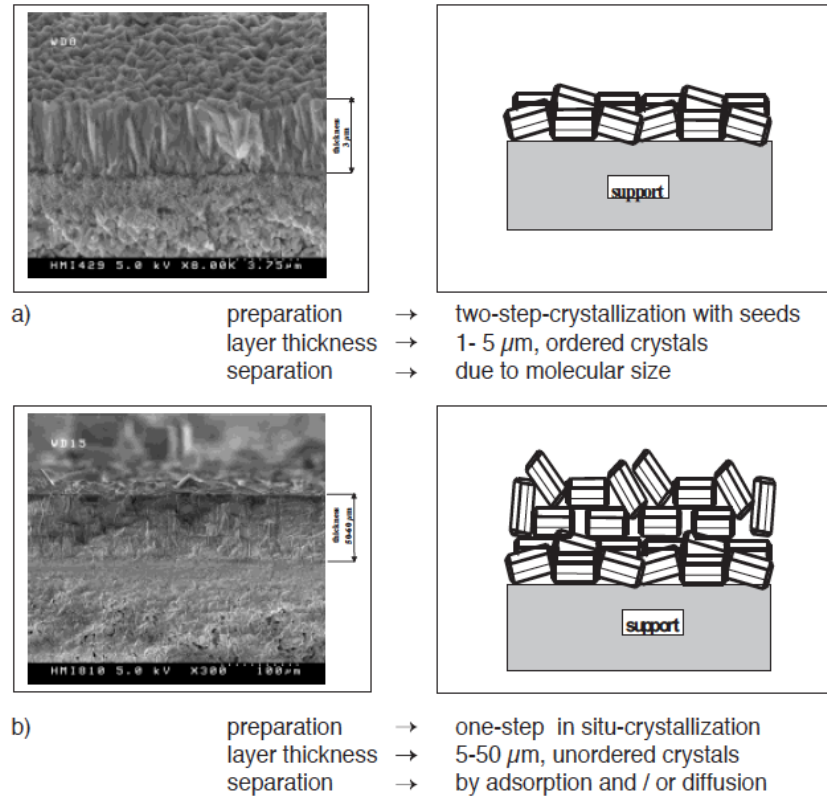 WD8
thickness
3 µm
HMI429 5.0 kV X8.00K 3.75µm
support
a) preparation → two-step-crystallization with seeds
layer thickness → 1- 5 µm, ordered crystals
separation → due to molecular size
WD15
thickness
50-60 µm
HMI810 5.0 kV X300 100µm
support
b) preparation → one-step in situ-crystallization
layer thickness → 5-50 µm, unordered crystals
separation → by adsorption and / or diffusion